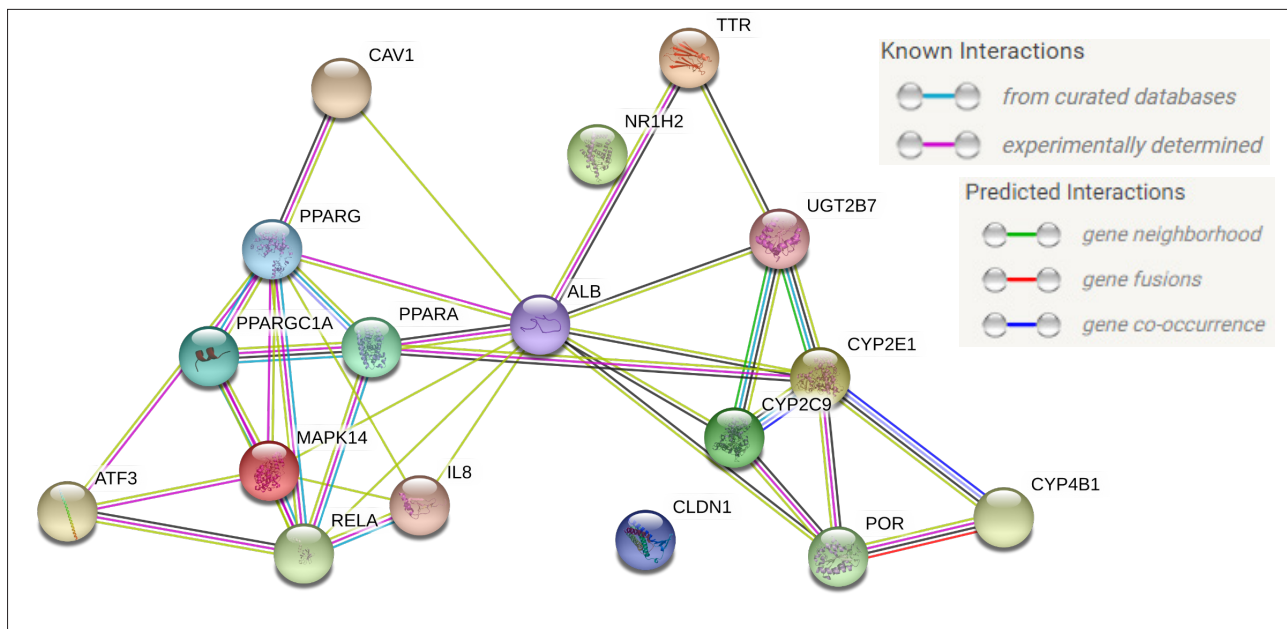 TTR
CAV1
Known Interactions
from curated databases
NR1H2
experimentally determined
Predicted Interactions
PPARG
UGT2B7
gene neighborhood
gene fusions
ALB
PPARGC1A
PPARA
gene co-occurrence
CYP2E1
CYP2C9
MAPK14
ATF3
IL8
CYP4B1
RELA
CLDN1
POR